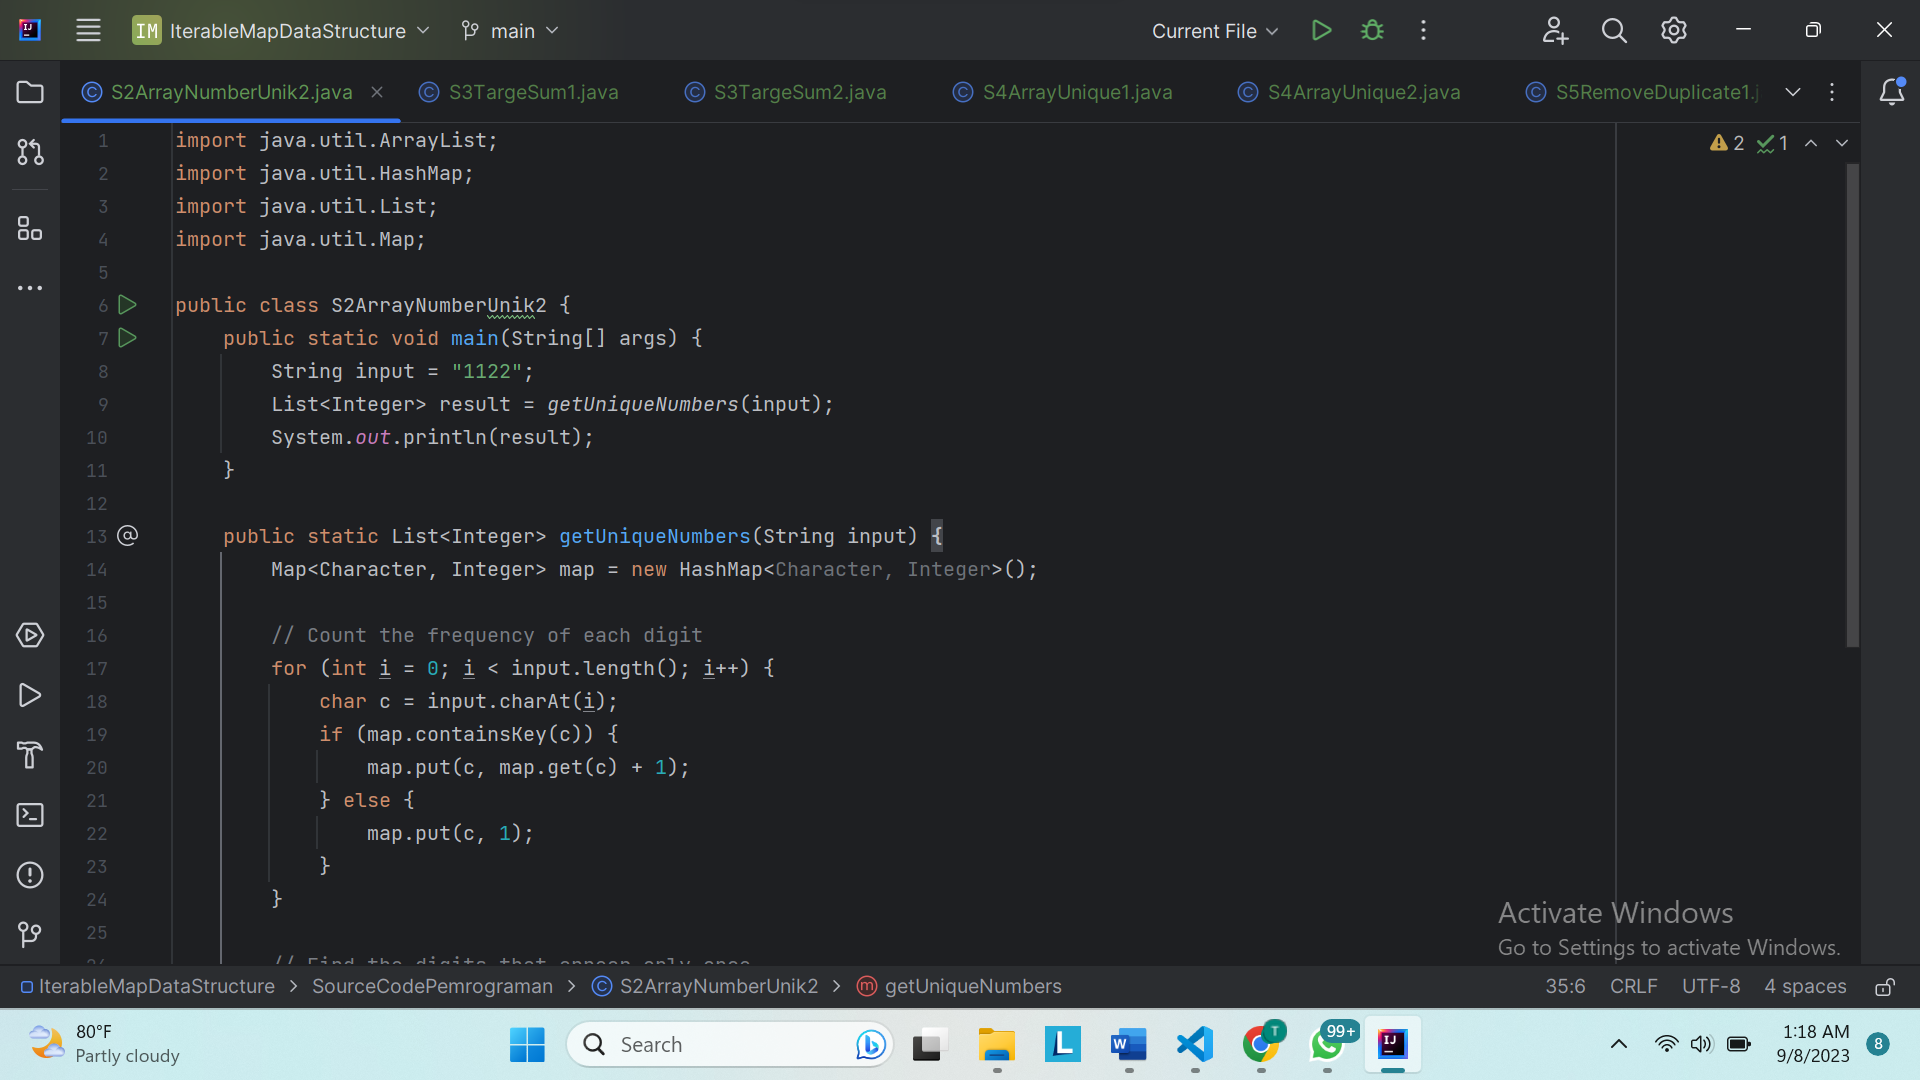 IM IterableMapDataStructure main Current File
S2ArrayNumberUnik2.java S3TargeSum1.java S3TargeSum2.java S4ArrayUnique1.java S4ArrayUnique2.java S5RemoveDuplicate1.j
2 1
1 import java.util.ArrayList;
2 import java.util.HashMap;
3 import java.util.List;
4 import java.util.Map;
5
6 public class S2ArrayNumberUnik2 {
7 public static void main(String[] args) {
8 String input = "1122";
9 List<Integer> result = getUniqueNumbers(input);
10 System.out.println(result);
11 }
12
13 @ public static List<Integer> getUniqueNumbers(String input) {
14 Map<Character, Integer> map = new HashMap<Character, Integer>();
15
16 // Count the frequency of each digit
17 for (int i = 0; i < input.length(); i++) {
18 char c = input.charAt(i);
19 if (map.containsKey(c)) {
20 map.put(c, map.get(c) + 1);
21 } else {
22 map.put(c, 1);
23 }
24 }
25
26 // Find the digits that appear only once
Activate Windows
Go to Settings to activate Windows.
IterableMapDataStructure > SourceCodePemrograman > S2ArrayNumberUnik2 > getUniqueNumbers 35:6 CRLF UTF-8 4 spaces
80°F
Partly cloudy
Search
99+
1:18 AM
9/8/2023
8